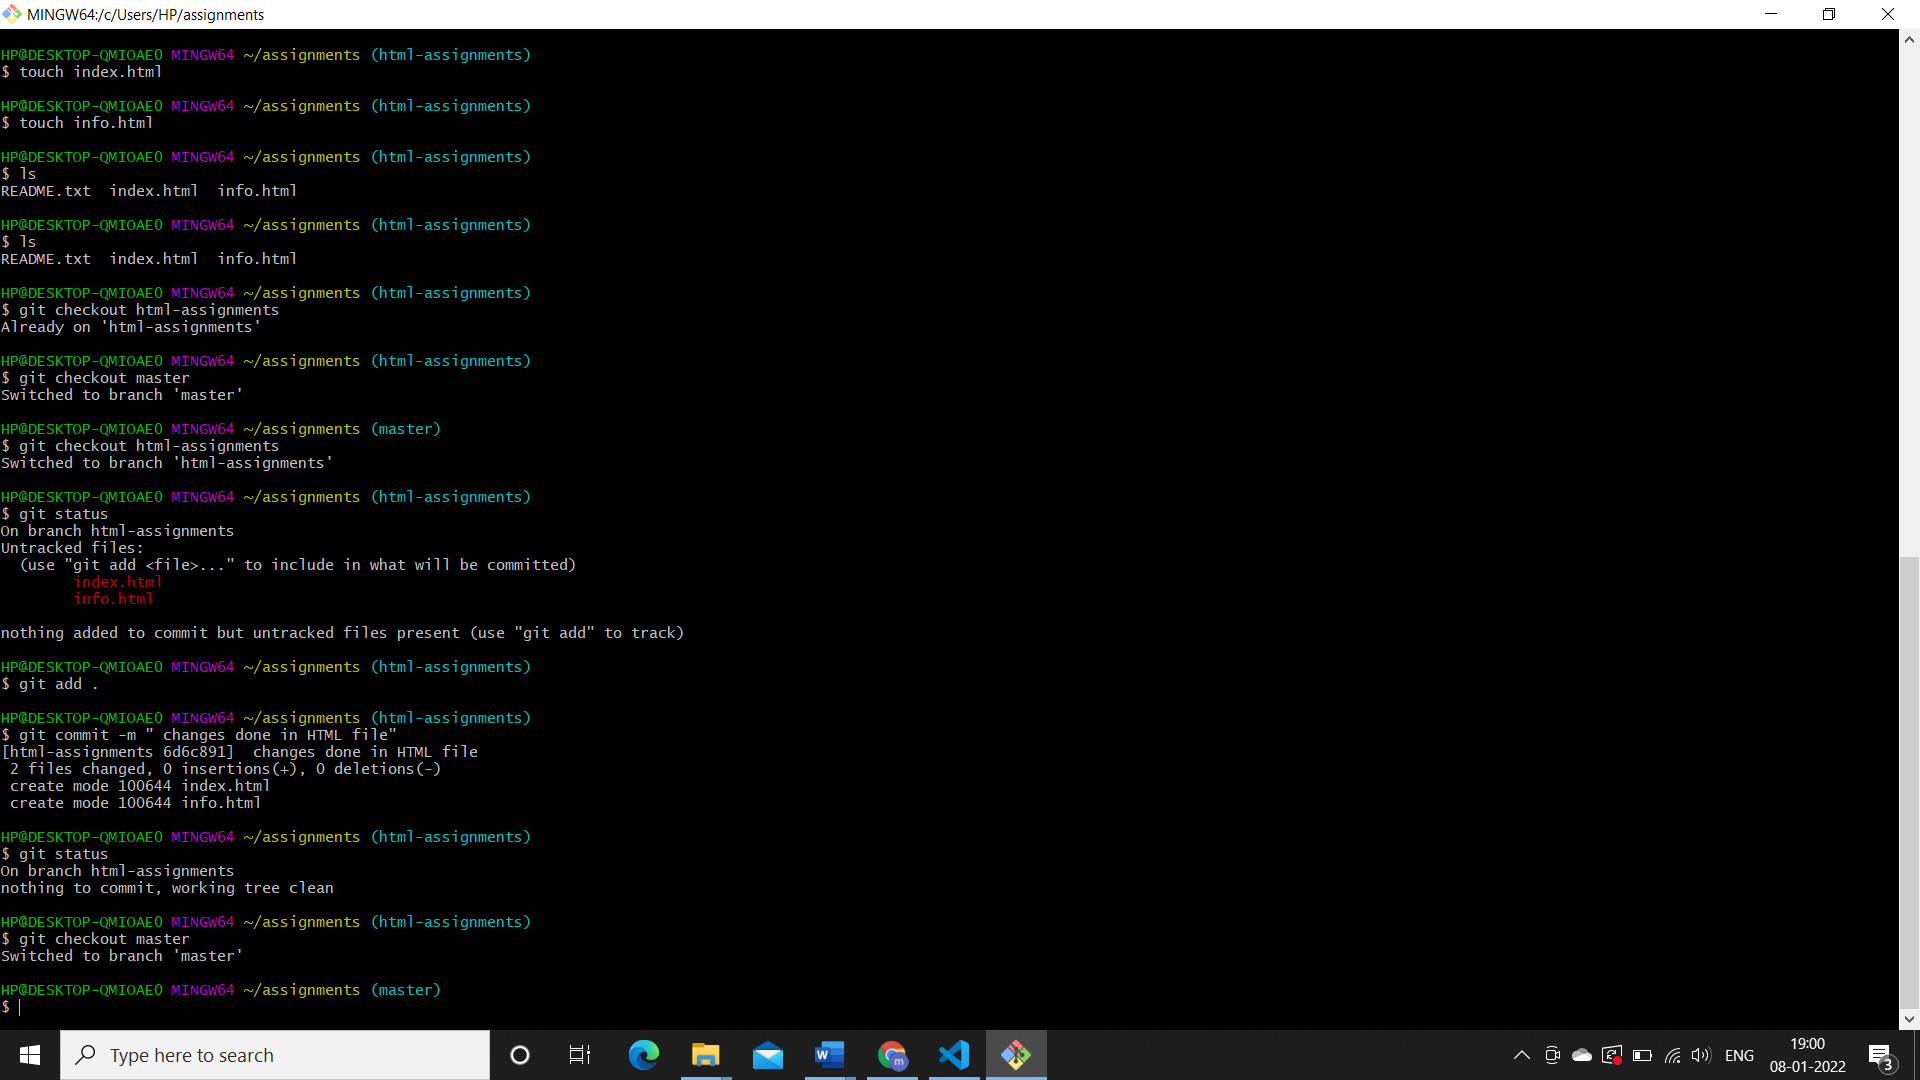 MINGW64:/c/Users/HP/assignments
HP@DESKTOP-QMIOAEO MINGW64 ~/assignments (html-assignments)
$ touch index.html
HP@DESKTOP-QMIOAEO MINGW64 ~/assignments (html-assignments)
$ touch info.html
HP@DESKTOP-QMIOAEO MINGW64 ~/assignments (html-assignments)
$ ls
README.txt  index.html  info.html
HP@DESKTOP-QMIOAEO MINGW64 ~/assignments (html-assignments)
$ ls
README.txt  index.html  info.html
HP@DESKTOP-QMIOAEO MINGW64 ~/assignments (html-assignments)
$ git checkout html-assignments
Already on 'html-assignments'
HP@DESKTOP-QMIOAEO MINGW64 ~/assignments (html-assignments)
$ git checkout master
Switched to branch 'master'
HP@DESKTOP-QMIOAEO MINGW64 ~/assignments (master)
$ git checkout html-assignments
Switched to branch 'html-assignments'
HP@DESKTOP-QMIOAEO MINGW64 ~/assignments (html-assignments)
$ git status
On branch html-assignments
Untracked files:
  (use "git add <file>..." to include in what will be committed)
        index.html
        info.html
nothing added to commit but untracked files present (use "git add" to track)
HP@DESKTOP-QMIOAEO MINGW64 ~/assignments (html-assignments)
$ git add .
HP@DESKTOP-QMIOAEO MINGW64 ~/assignments (html-assignments)
$ git commit -m " changes done in HTML file"
[html-assignments 6d6c891]  changes done in HTML file
 2 files changed, 0 insertions(+), 0 deletions(-)
 create mode 100644 index.html
 create mode 100644 info.html
HP@DESKTOP-QMIOAEO MINGW64 ~/assignments (html-assignments)
$ git status
On branch html-assignments
nothing to commit, working tree clean
HP@DESKTOP-QMIOAEO MINGW64 ~/assignments (html-assignments)
$ git checkout master
Switched to branch 'master'
HP@DESKTOP-QMIOAEO MINGW64 ~/assignments (master)
$
Type here to search
W
m
ENG
19:00
08-01-2022
3